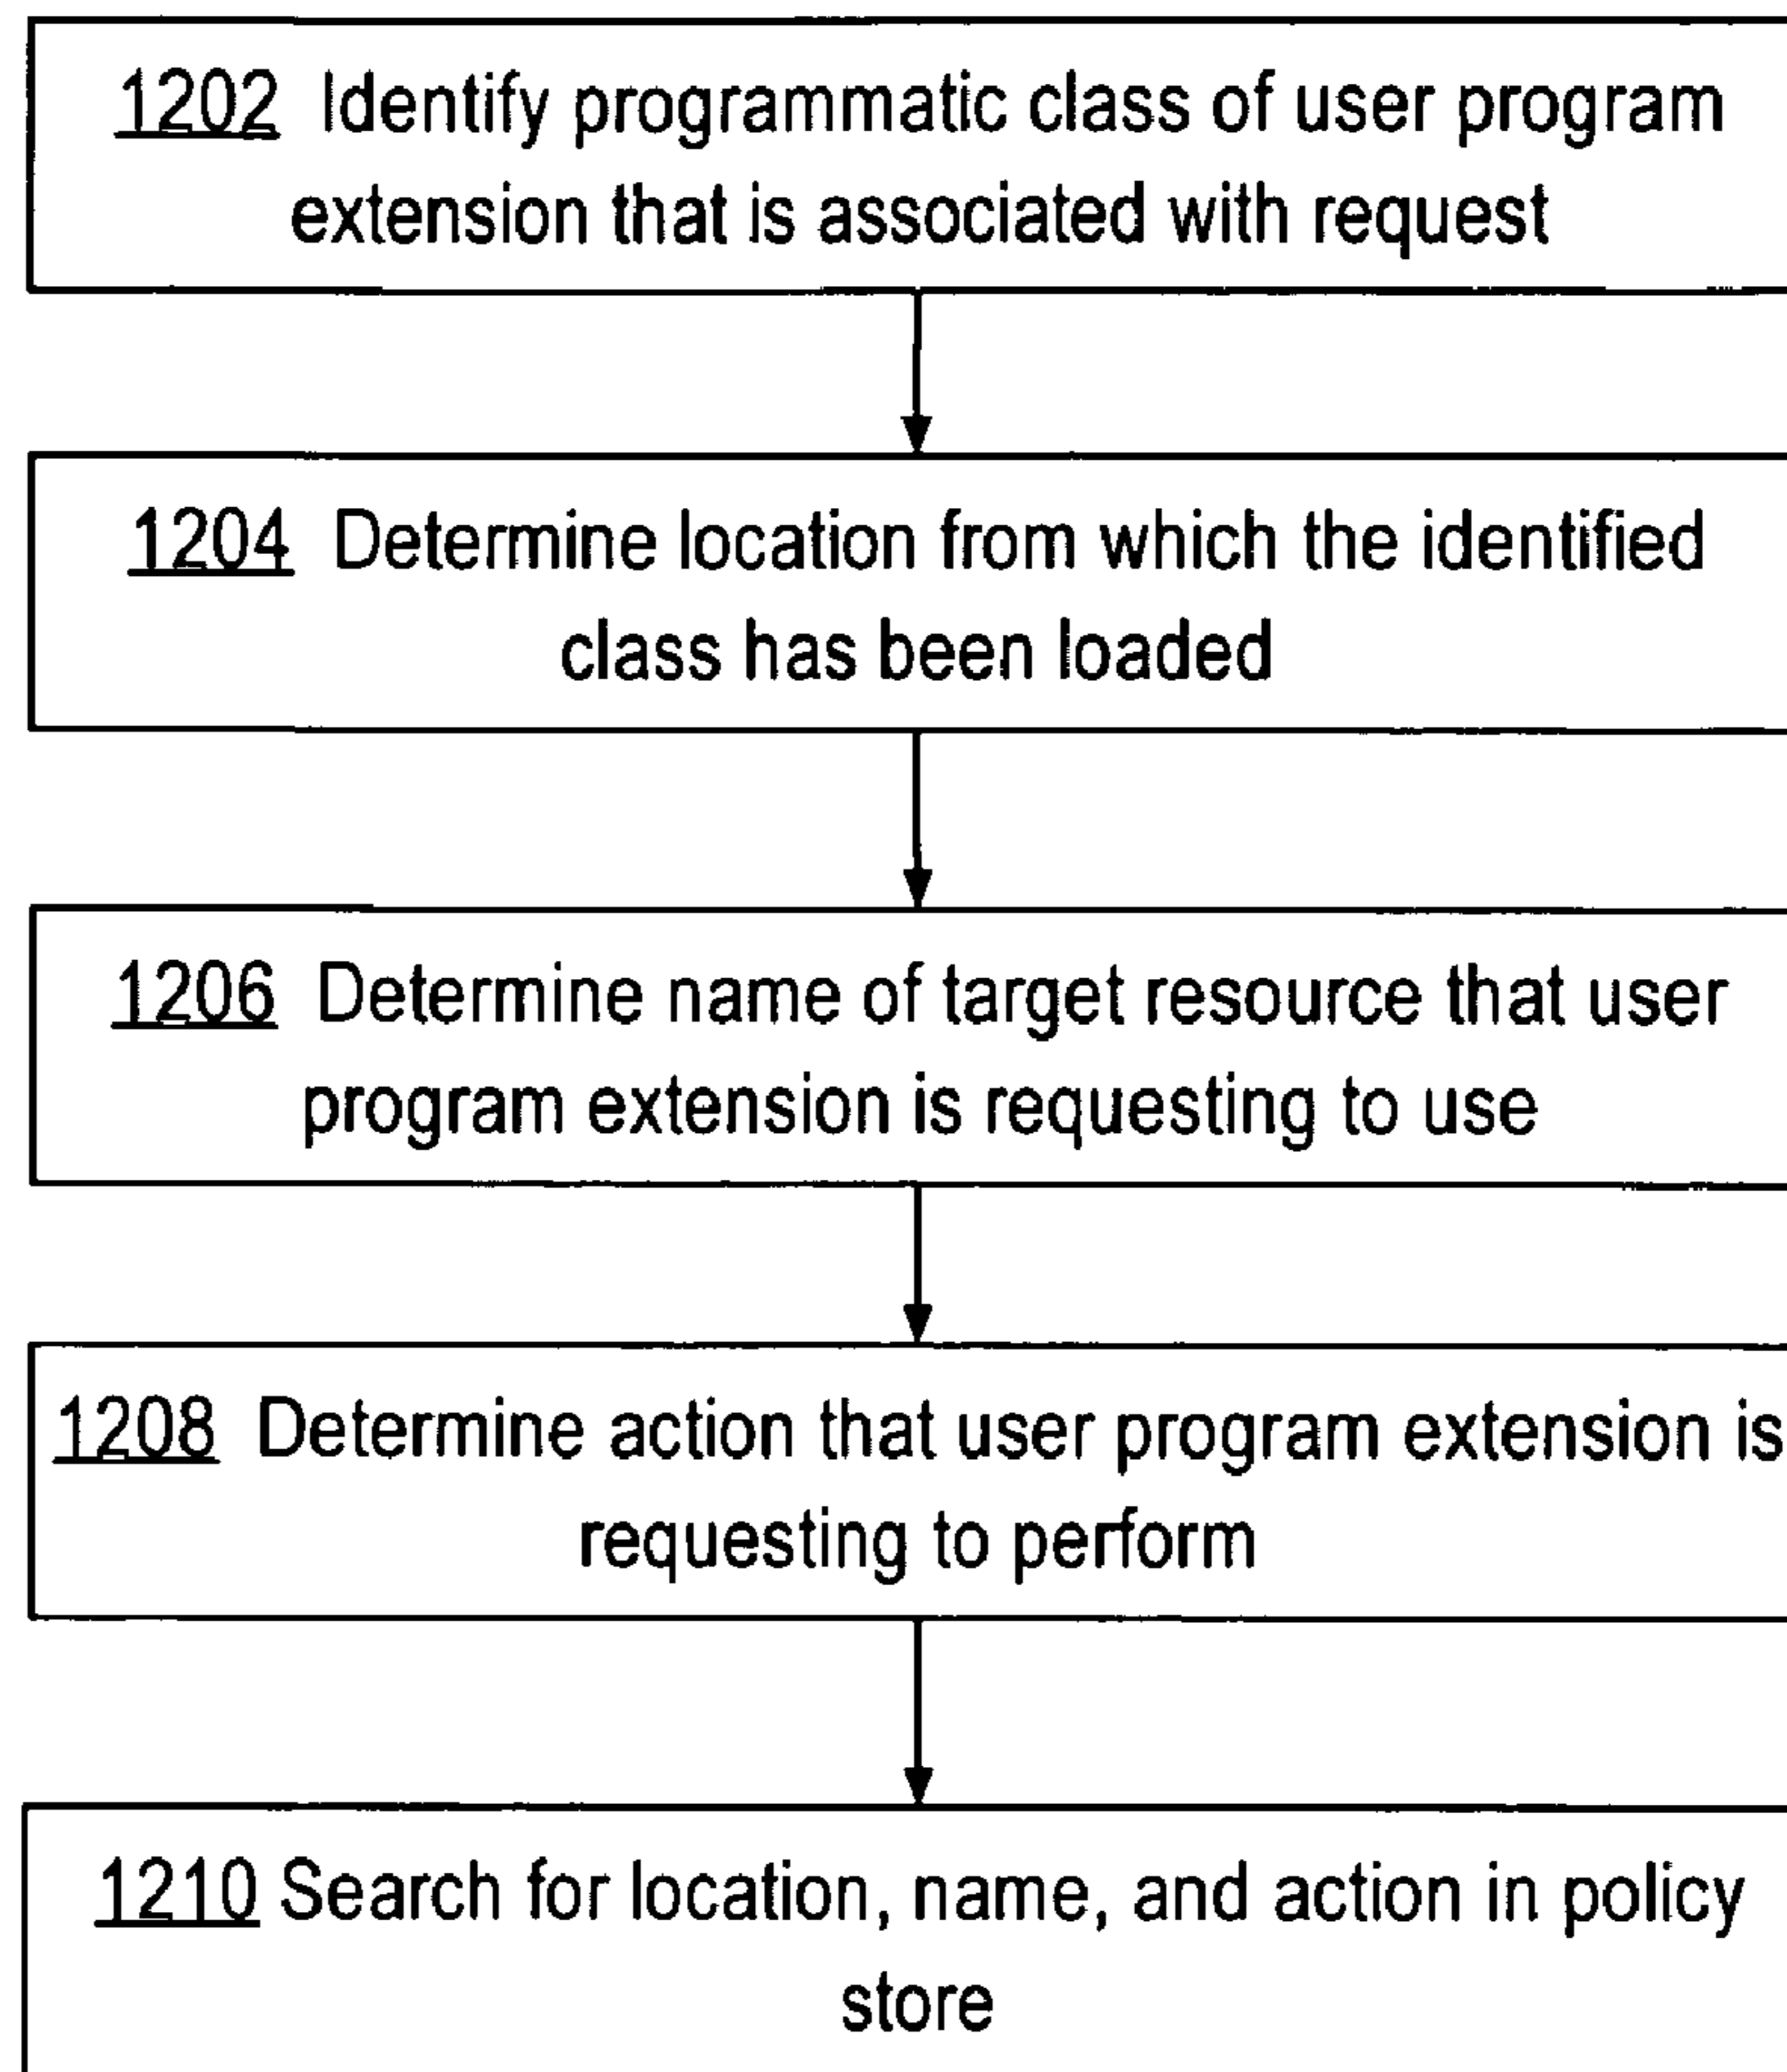 1202 Identify programmatic class of user program
extension that is associated with request
1204 Determine location from which the identified
class has been loaded
1206 Determine name of target resource that user
program extension is requesting to use
1208 Determine action that user program extension is
requesting to perform
1210 Search for location, name, and action in policy
store